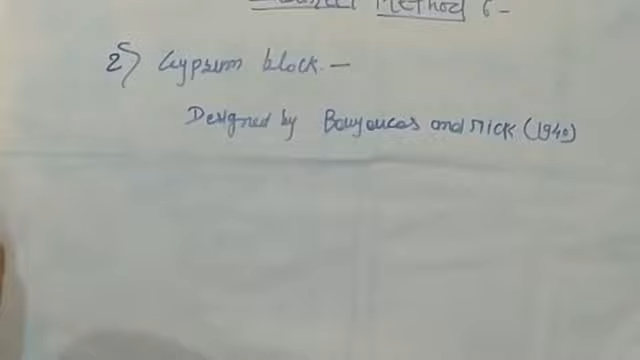 Method :-
2) Gypsum block. —
Designed by Bouyoucos and Mick (1940)